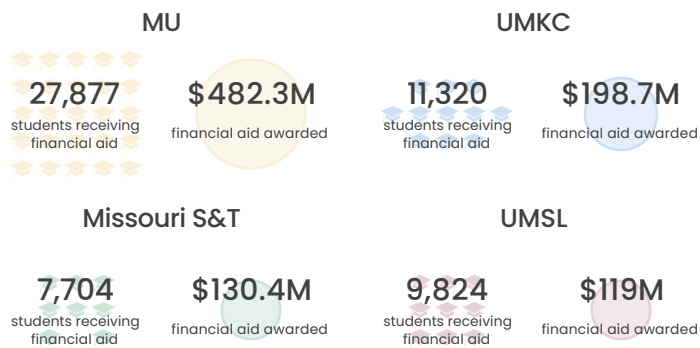 MU
27,877
students receiving
financial aid
$482.3M
financial aid awarded
UMKC
11,320
students receiving
financial aid
$198.7M
financial aid awarded
Missouri S&T
7,704
students receiving
financial aid
$130.4M
financial aid awarded
UMSL
9,824
students receiving
financial aid
$119M
financial aid awarded